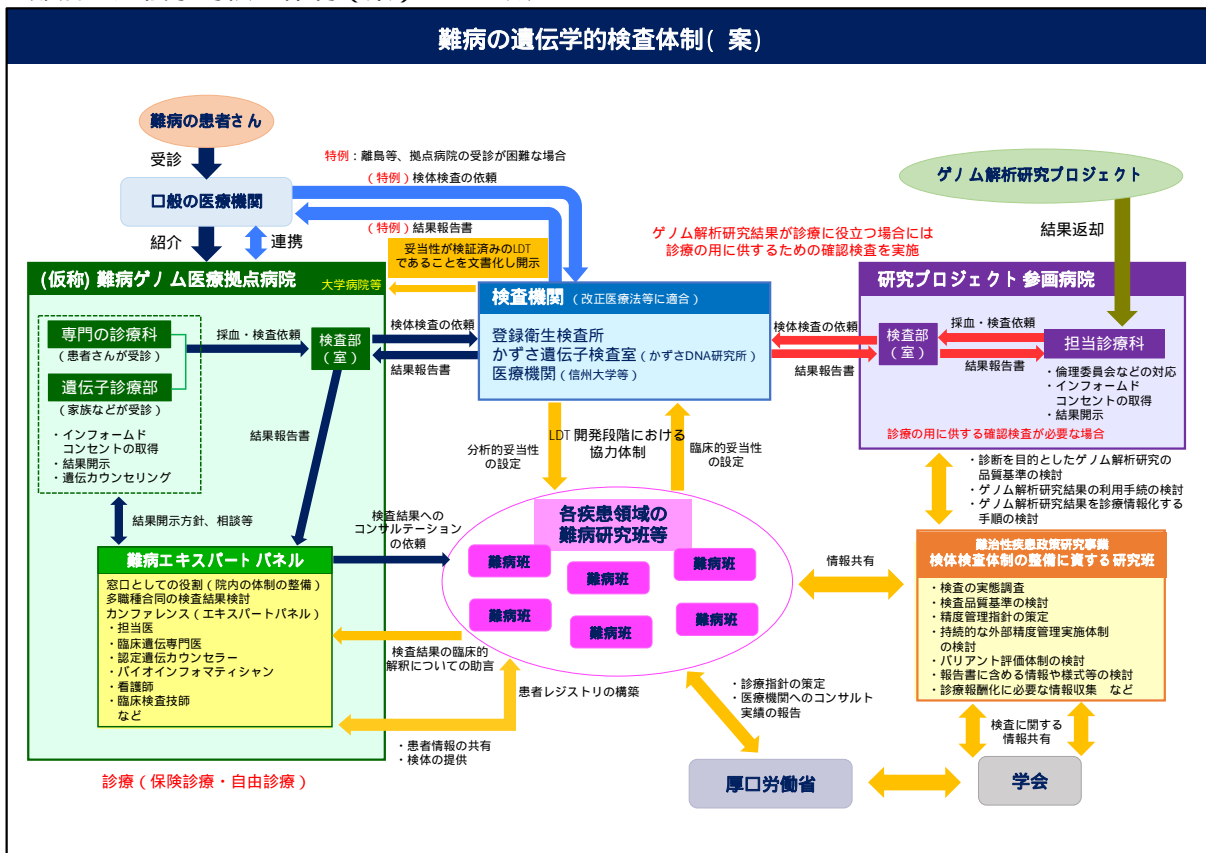 難病の遺伝学的検査体制( 案)
難病の患者さん
受診
口般の医療機関
紹介
連携
特例：離島等、拠点病院の受診が困難な場合
（特例）検体検査の依頼
（特例）結果報告書
妥当性が検証済みのLDT
であることを文書化し開示
ゲノム解析研究結果が診療に役立つ場合には
診療の用に供するための確認検査を実施
ゲノム解析研究プロジェクト
結果返却
(仮称) 難病ゲノム医療拠点病院
大学病院等
専門の診療科
（患者さんが受診）
遺伝子診療部
（家族などが受診）
・インフォームド
コンセントの取得
・結果開示
・遺伝カウンセリング
採血・検査依頼
検査部
（室）
検体検査の依頼
結果報告書
結果報告書
結果開示方針、相談等
検査機関（改正医療法等に適合）
登録衛生検査所
かずさ遺伝子検査室（かずさDNA研究所）
医療機関（信州大学等）
検体検査の依頼
結果報告書
研究プロジェクト 参画病院
検査部
（室）
採血・検査依頼
結果報告書
担当診療科
・倫理委員会などの対応
・インフォームド
コンセントの取得
・結果開示
診療の用に供する確認検査が必要な場合
分析的妥当性
の設定
LDT 開発段階における
協力体制
臨床的妥当性
の設定
・診断を目的としたゲノム解析研究の
品質基準の検討
・ゲノム解析研究結果の利用手続の検討
・ゲノム解析研究結果を診療情報化する
手順の検討
検査結果への
コンサルテーション
の依頼
各疾患領域の
難病研究班等
難病班
難病班
難病班
難病班
難病班
難病班
情報共有
難病エキスパート パネル
窓口としての役割（院内の体制の整備）
多職種合同の検査結果検討
カンファレンス（エキスパートパネル）
・担当医
・臨床遺伝専門医
・認定遺伝カウンセラー
・バイオインフォマティシャン
・看護師
・臨床検査技師
など
検査結果の臨床的
解釈についての助言
患者レジストリの構築
・患者情報の共有
・検体の提供
診療（保険診療・自由診療）
難治性疾患政策研究事業
検体検査体制の整備に資する研究班
・検査の実態調査
・検査品質基準の検討
・精度管理指針の策定
・持続的な外部精度管理実施体制
の検討
・バリアント評価体制の検討
・報告書に含める情報や様式等の検討
・診療報酬化に必要な情報収集　など
・診療指針の策定
・医療機関へのコンサルト
実績の報告
検査に関する
情報共有
厚口労働省
学会